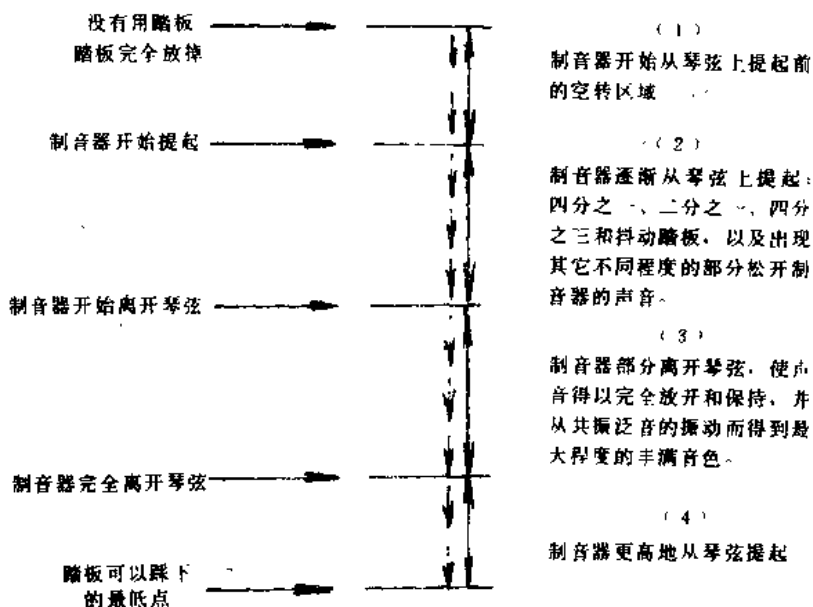 没有用踏板
踏板完全放掉
制音器开始提起
制音器开始离开琴弦
制音器完全离开琴弦
踏板可以踩下
的最低点
(1)
制音器开始从琴弦上提起前
的空转区域
(2)
制音器逐渐从琴弦上提起:
四分之一、二分之一、四分
之三和抖动踏板，以及出现
其它不同程度的部分松开制
音器的声音。
(3)
制音器部分离开琴弦，使声
音得以完全放开和保持，并
从共振泛音的振动而得到最
大程度的丰满音色。
(4)
制音器更高地从琴弦提起